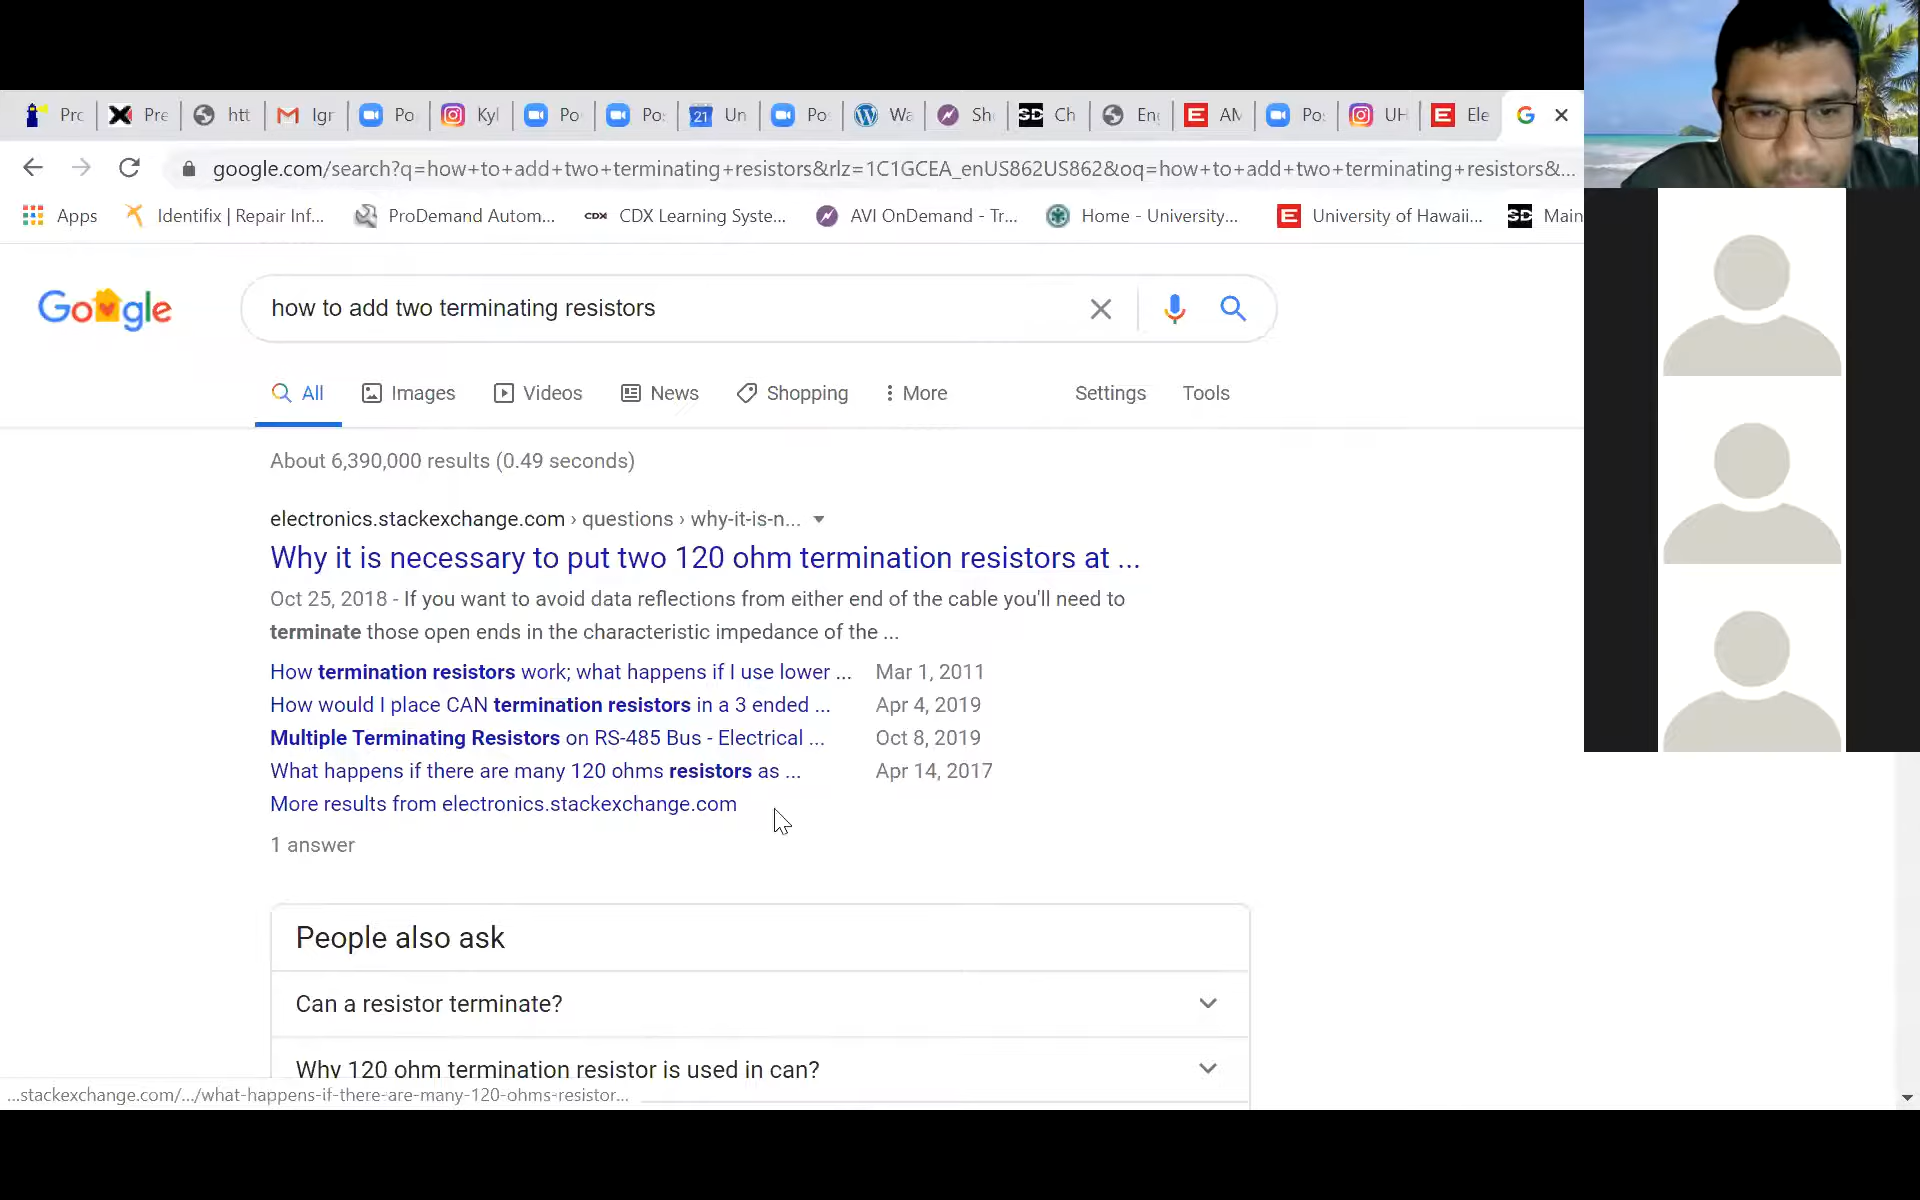 Prc Pre htt Igr Po Kyl Po Po: Un Po Wa Sh Ch En AM Po: UH Ele
google.com/search?q=how+to+add+two+terminating+resistors&rlz=1C1GCEA_enUS862US862&oq=how+to+add+two+terminating+resistors&...
Apps Identifix | Repair Inf... ProDemand Autom... CDX CDX Learning Syste... AVI OnDemand - Tr... Home - University... University of Hawaii... SD Main
Google
how to add two terminating resistors
All Images Videos News Shopping More Settings Tools
About 6,390,000 results (0.49 seconds)
electronics.stackexchange.com › questions › why-it-is-n...
Why it is necessary to put two 120 ohm termination resistors at ...
Oct 25, 2018 - If you want to avoid data reflections from either end of the cable you'll need to
terminate those open ends in the characteristic impedance of the ...
How termination resistors work; what happens if I use lower ... Mar 1, 2011
How would I place CAN termination resistors in a 3 ended ... Apr 4, 2019
Multiple Terminating Resistors on RS-485 Bus - Electrical ... Oct 8, 2019
What happens if there are many 120 ohms resistors as ... Apr 14, 2017
More results from electronics.stackexchange.com
1 answer
People also ask
Can a resistor terminate?
Why 120 ohm termination resistor is used in can?
...stackexchange.com/.../what-happens-if-there-are-many-120-ohms-resistor...